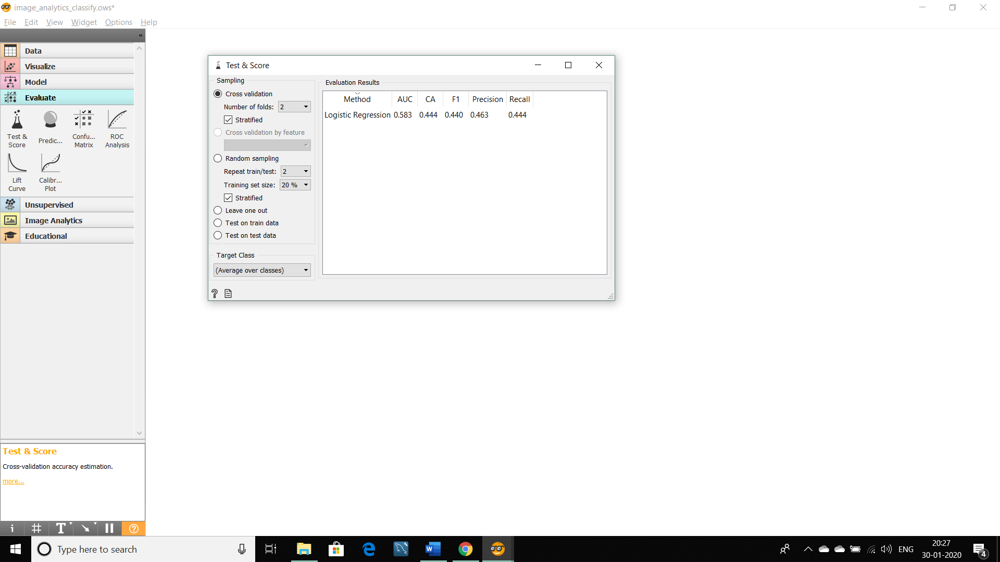 image_analytics_classify.ows*
File Edit View Widget Options Help
«
Data
Visualize
Model
Evaluate
Test & Score
Predic...
Confu... Matrix
ROC Analysis
Lift Curve
Calibr... Plot
Unsupervised
Image Analytics
Educational
Test & Score
Cross-validation accuracy estimation.
more...
Test & Score
Sampling
Cross validation
Number of folds: 2
Stratified
Cross validation by feature
Random sampling
Repeat train/test: 2
Training set size: 20 %
Stratified
Leave one out
Test on train data
Test on test data
Target Class
(Average over classes)
Evaluation Results
Method AUC CA F1 Precision Recall
Logistic Regression 0.583 0.444 0.440 0.463 0.444
Type here to search
ENG
20:27
30-01-2020
4